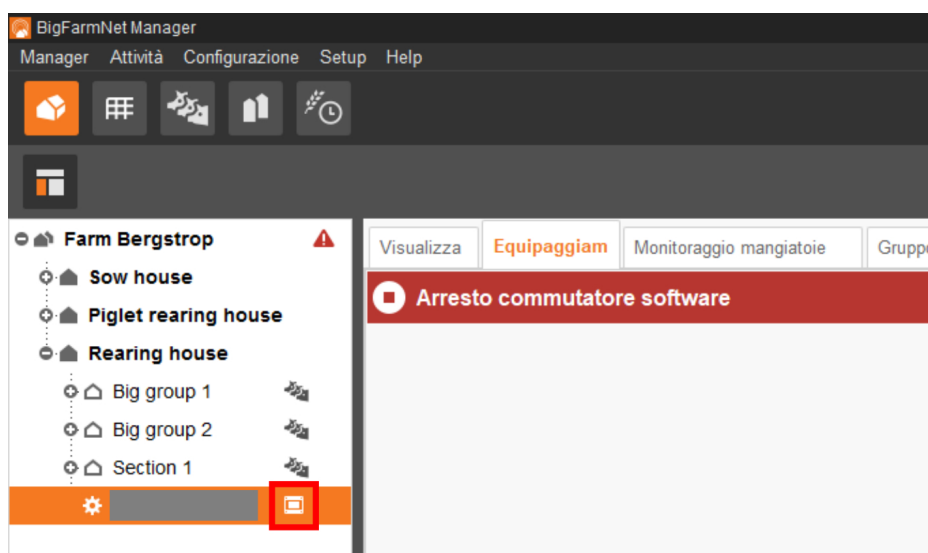 BigFarmNet Manager
Manager Attività Configurazione Setup Help
Farm Bergstrop
Sow house
Piglet rearing house
Rearing house
Big group 1
Big group 2
Section 1
Visualizza Equipaggiam Monitoraggio mangiatoie Gruppo
Arresto commutatore software